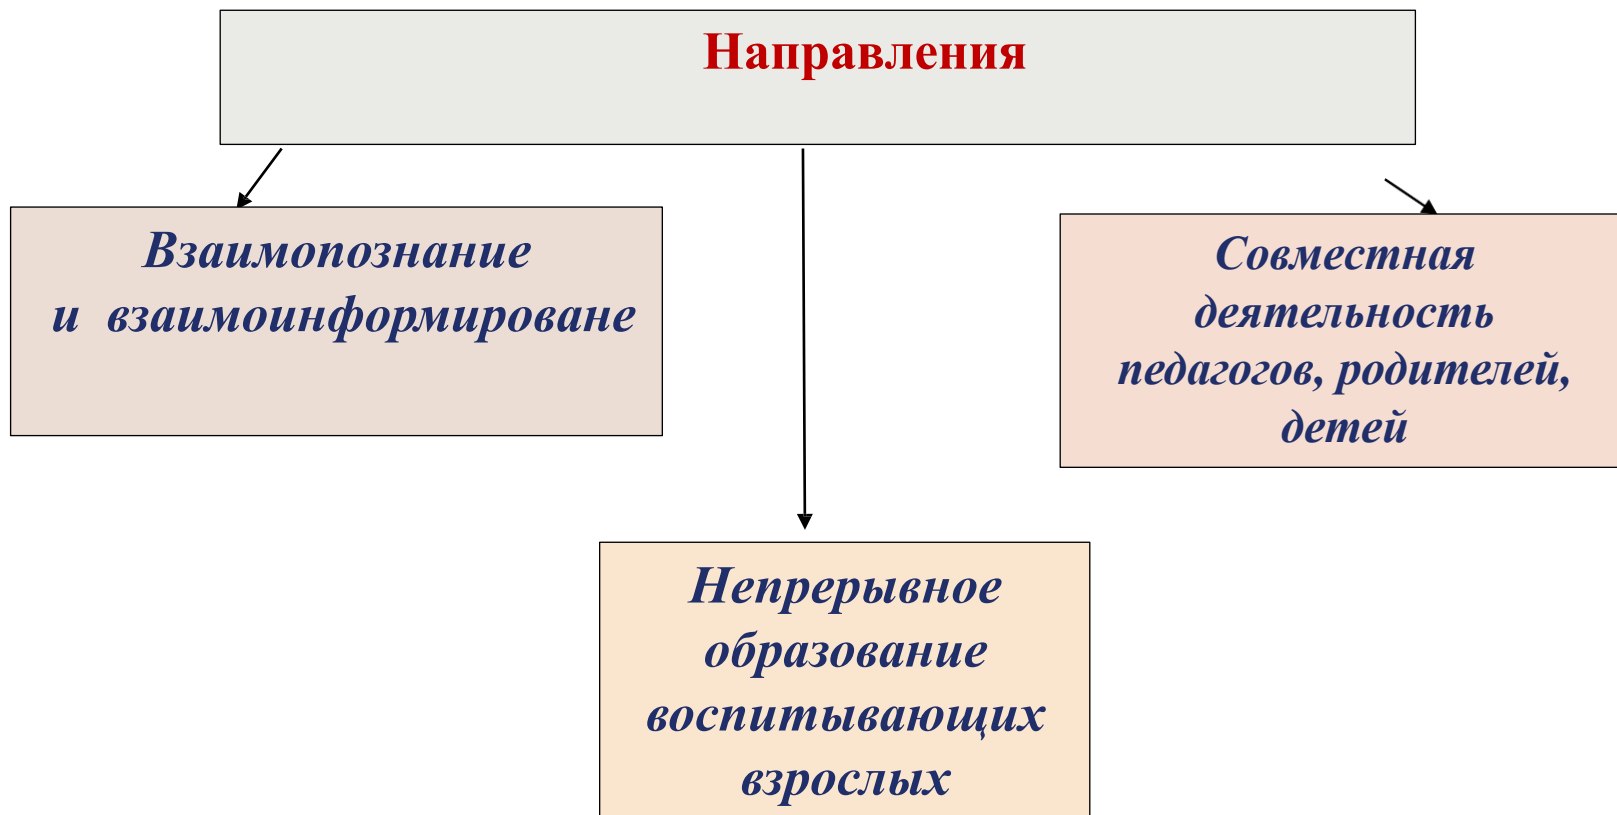 Направления
Взаимопознание
и взаимоинформироване
Совместная
деятельность
педагогов, родителей,
детей
Непрерывное
образование
воспитывающих
взрослых